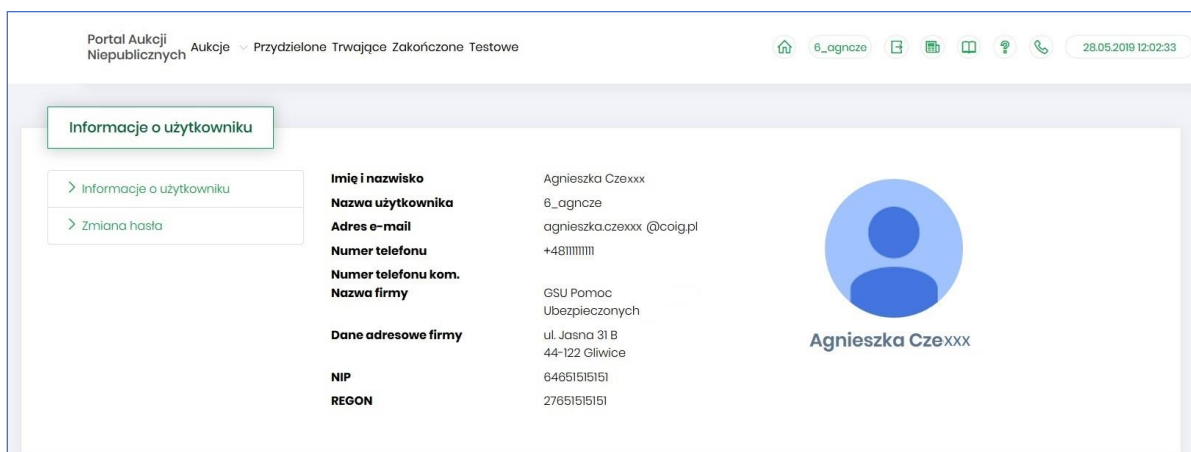 Portal Aukcji
Niepublicznych
Aukcje Przydzielone Trwające Zakończone Testowe
6_agncze
28.05.2019 12:02:33
Informacje o użytkowniku
Informacje o użytkowniku
Zmiana hasła
Imię i nazwisko Agnieszka Czexxx
Nazwa użytkownika 6_agncze
Adres e-mail agnieszka.czexxx @coig.pl
Numer telefonu +48111111111
Numer telefonu kom.
Nazwa firmy GSU Pomoc
Ubezpieczonych
Dane adresowe firmy ul. Jasna 31 B
44-122 Gliwice
NIP 64651515151
REGON 27651515151
Agnieszka Czexxx